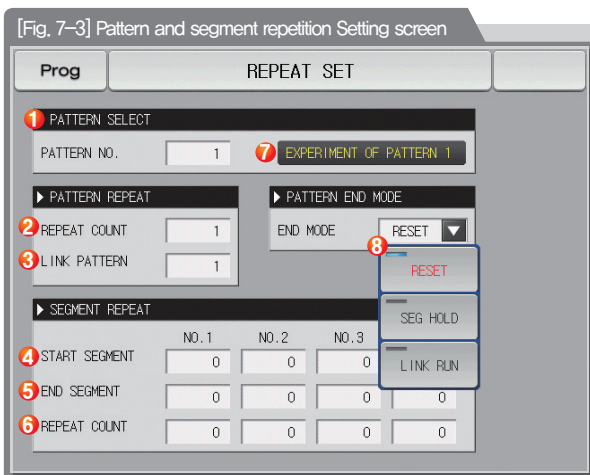 [Fig. 7-3] Pattern and segment repetition Setting screen
Prog REPEAT SET
1 PATTERN SELECT
PATTERN NO. 1 7 EXPERIMENT OF PATTERN 1
▶ PATTERN REPEAT ▶ PATTERN END MODE
2 REPEAT COUNT 1 END MODE RESET ▼
3 LINK PATTERN 1 8 RESET
▶ SEGMENT REPEAT SEG HOLD
NO.1 NO.2 NO.3 LINK RUN
4 START SEGMENT 0 0 0
5 END SEGMENT 0 0 0 0
6 REPEAT COUNT 0 0 0 0